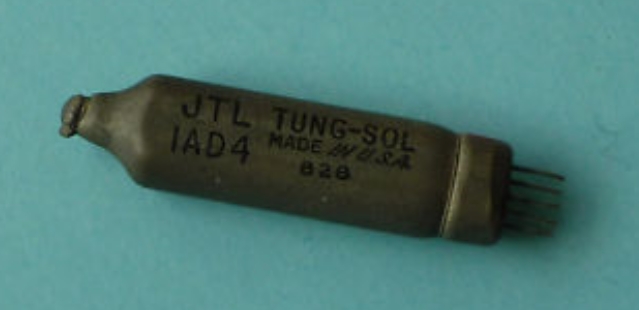 JTL TUNG-SOL
1AD4 MADE IN U.S.A.
828